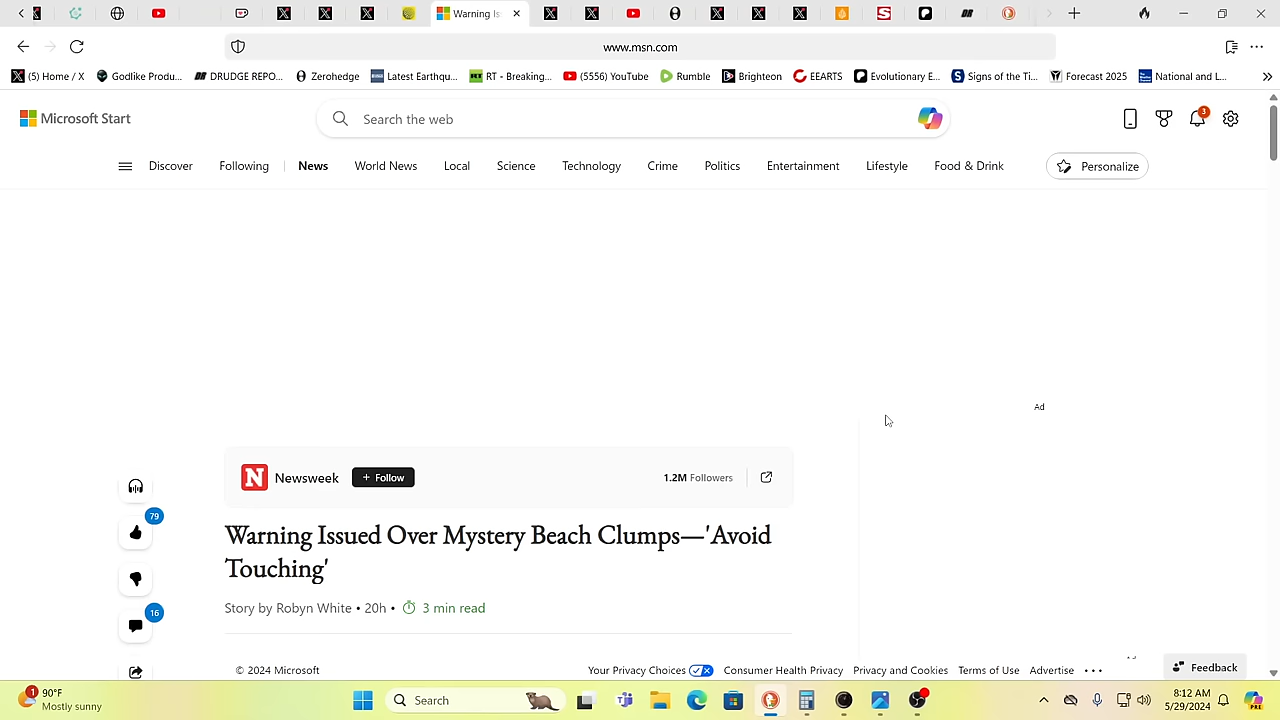 Warning Is
www.msn.com
(5) Home / X
Godlike Produ...
DRUDGE REPO...
Zerohedge
Latest Earthqu...
RT - Breaking...
(5556) YouTube
Rumble
Brighteon
EEARTS
Evolutionary E...
Signs of the Ti...
Forecast 2025
National and L...
Microsoft Start
Search the web
3
Discover
Following
News
World News
Local
Science
Technology
Crime
Politics
Entertainment
Lifestyle
Food & Drink
Personalize
Ad
Newsweek
+ Follow
1.2M Followers
79
Warning Issued Over Mystery Beach Clumps—'Avoid
Touching'
16
Story by Robyn White • 20h • 3 min read
© 2024 Microsoft
Your Privacy Choices
Consumer Health Privacy
Privacy and Cookies
Terms of Use
Advertise
Feedback
1
90°F
Mostly sunny
Search
8:12 AM
5/29/2024
PRE